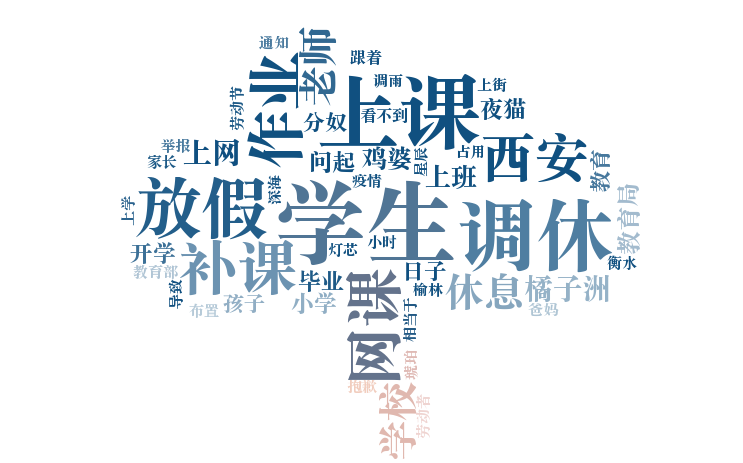 通知
老师
跟着
作业
上课
调雨
上街
劳动节
分奴
看不到
夜猫
举报
家长
上网
问起
鸡婆
星辰
占用
西安
教育
上班
疫情
深海
上学
放假
学生
调休
教育局
开学
补课
灯芯
小时
日子
衡水
教育部
导致
毕业
榆林
休息
橘子洲
布置
孩子
小学
网课
相当于
爸妈
琥珀
抱歉
学校
劳动者